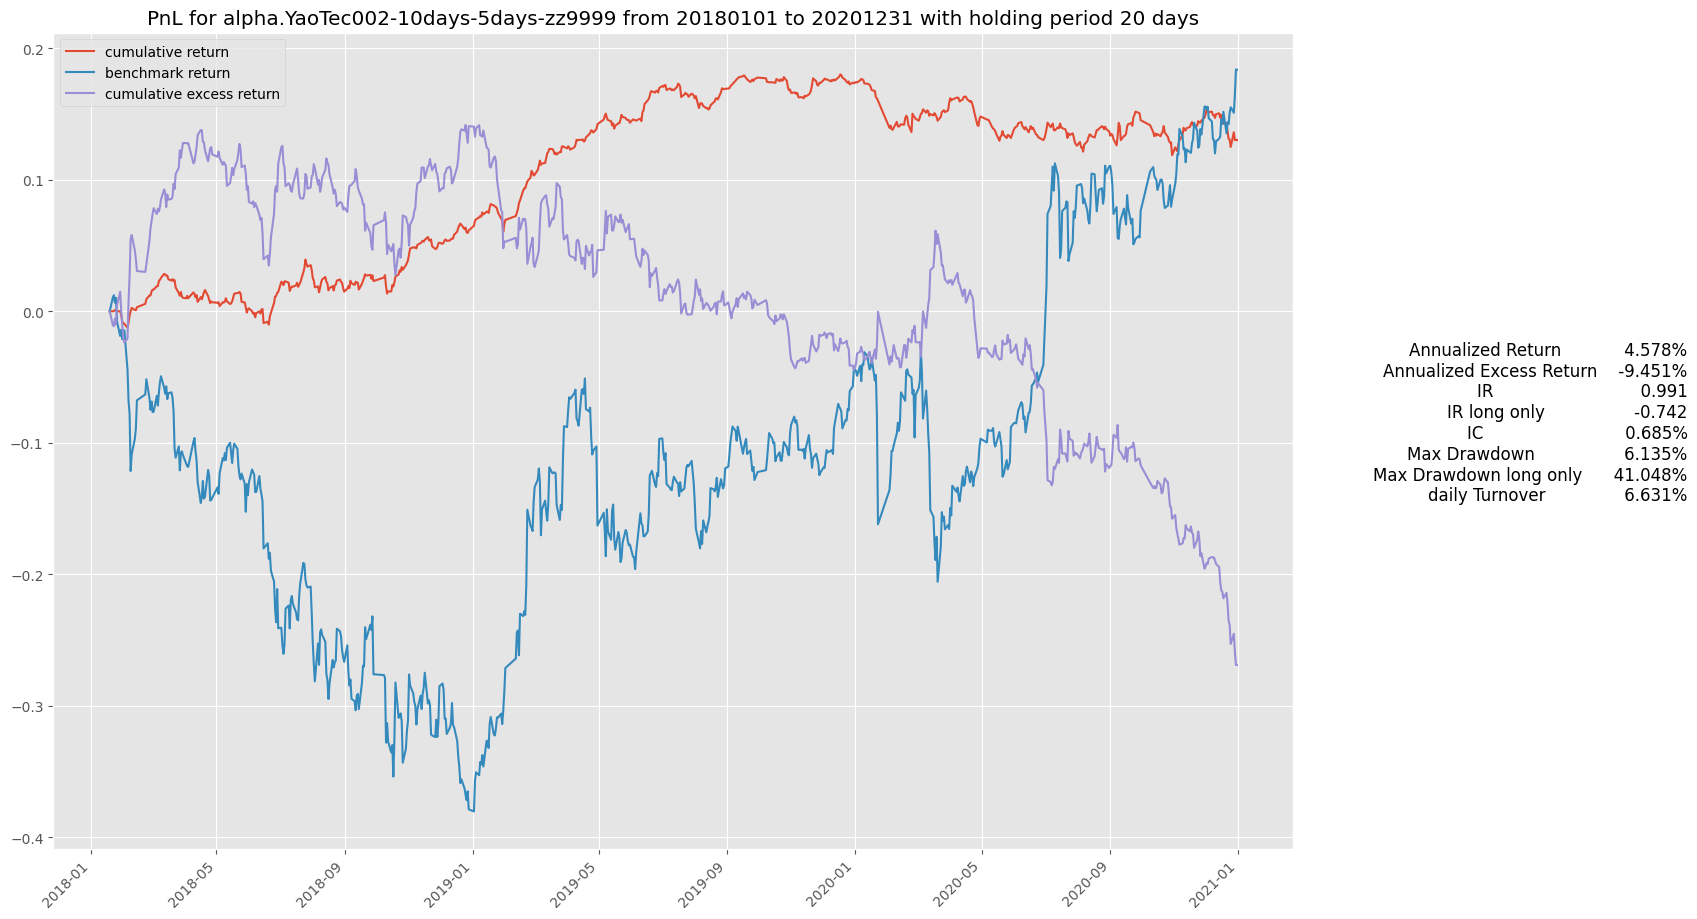 PnL for alpha.YaoTec002-10days-5days-zz9999 from 20180101 to 20201231 with holding period 20 days
cumulative return
benchmark return
cumulative excess return
0.2
0.1
0.0
−0.1
−0.2
−0.3
−0.4
2018-01
2018-05
2018-09
2019-01
2019-05
2019-09
2020-01
2020-05
2020-09
2021-01
Annualized Return 4.578%
Annualized Excess Return -9.451%
IR 0.991
IR long only -0.742
IC 0.685%
Max Drawdown 6.135%
Max Drawdown long only 41.048%
daily Turnover 6.631%